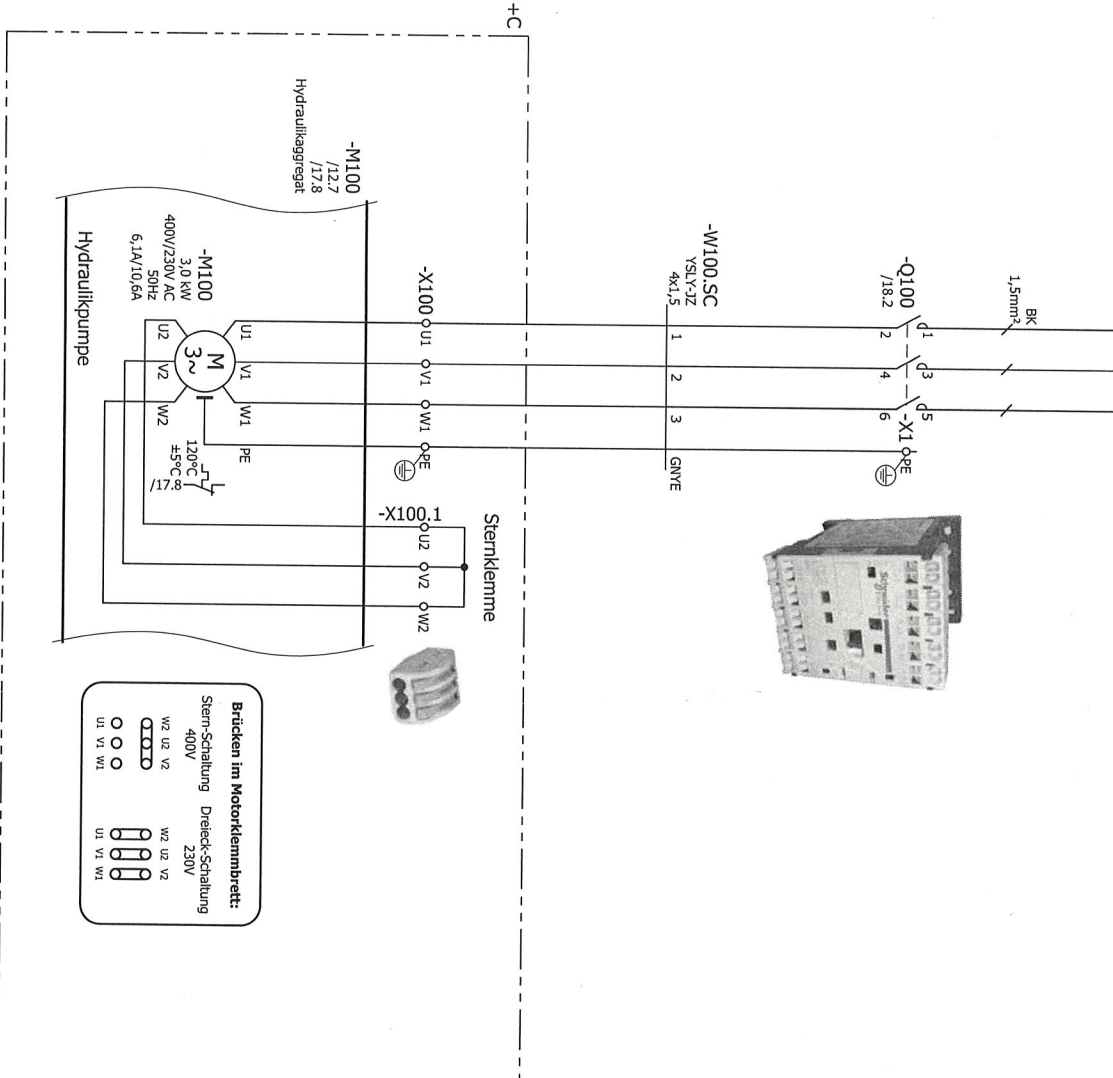 BK
1,5mm²
-Q100
/18.2
1
3
5
2
4
6
-X1
PE
schneider
-W100.SC
YSLY-JZ
4x1,5
1
2
3
GNYE
+C
Sternklemme
-X100
U1
V1
W1
PE
-X100.1
U2
V2
W2
-M100
/12.7
/17.8
Hydraulikaggregat
-M100
3,0 kW
400V/230V AC
50Hz
6,1A/10,6A
U1
V1
W1
PE
M
3~
U2
V2
W2
120°C
±5°C
/17.8
Hydraulikpumpe
Brücken im Motorklemmbrett:
Stern-Schaltung Dreieck-Schaltung
400V 230V
W2 U2 V2 W2 U2 V2
U1 V1 W1 U1 V1 W1